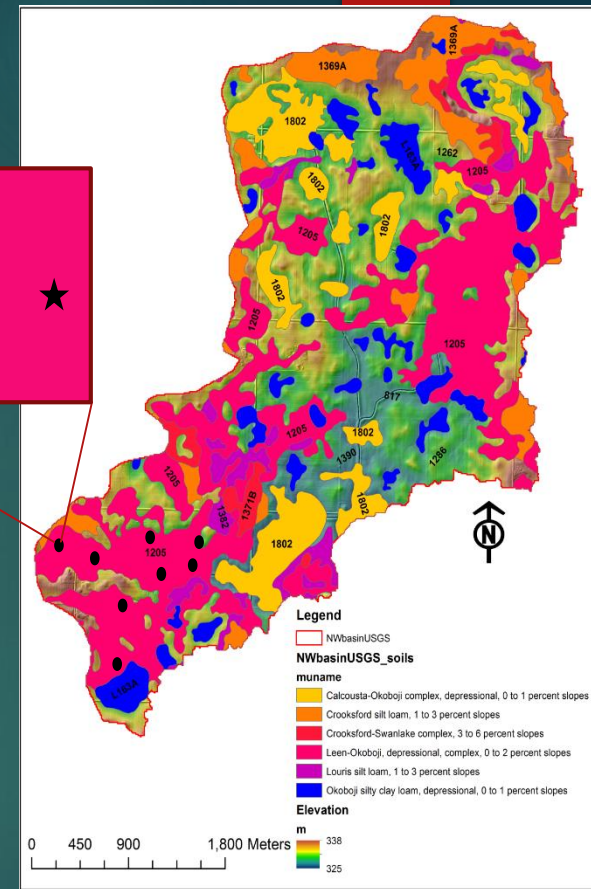 1369A
1369A
1802
L163A
1262
1205
1802
1802
1205
1802
1205
1205
817
1205
1802
1390
1286
1205
1382
1371B
1802
1802
1205
L163A
N
Legend
NWbasinUSGS
NWbasinUSGS_soils
muname
Calcousta-Okoboji complex, depressional, 0 to 1 percent slopes
Crooksford silt loam, 1 to 3 percent slopes
Crooksford-Swanlake complex, 3 to 6 percent slopes
Leen-Okoboji, depressional, complex, 0 to 2 percent slopes
Louris silt loam, 1 to 3 percent slopes
Okoboji silty clay loam, depressional, 0 to 1 percent slopes
Elevation
m
338
325
0 450 900 1,800 Meters